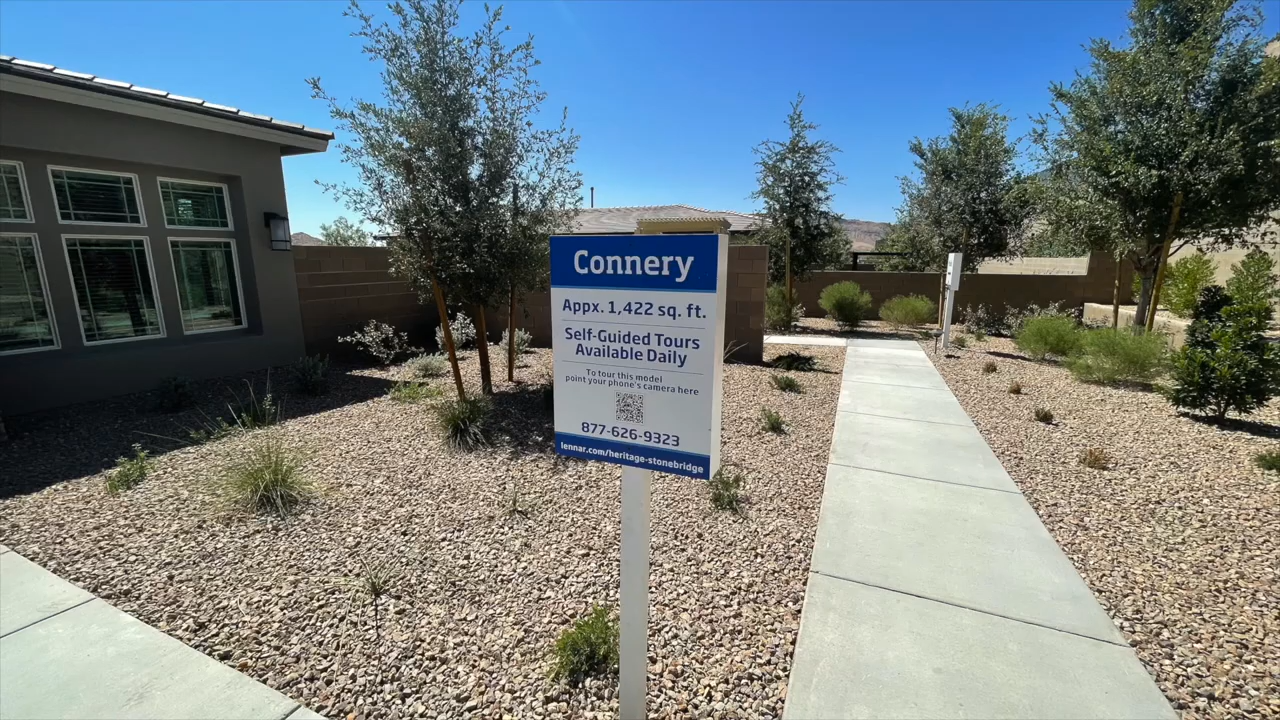 Connery
Appx. 1,422 sq. ft.
Self-Guided Tours
Available Daily
To tour this model
point your phone's camera here
877-626-9323
lennar.com/heritage-stonebridge